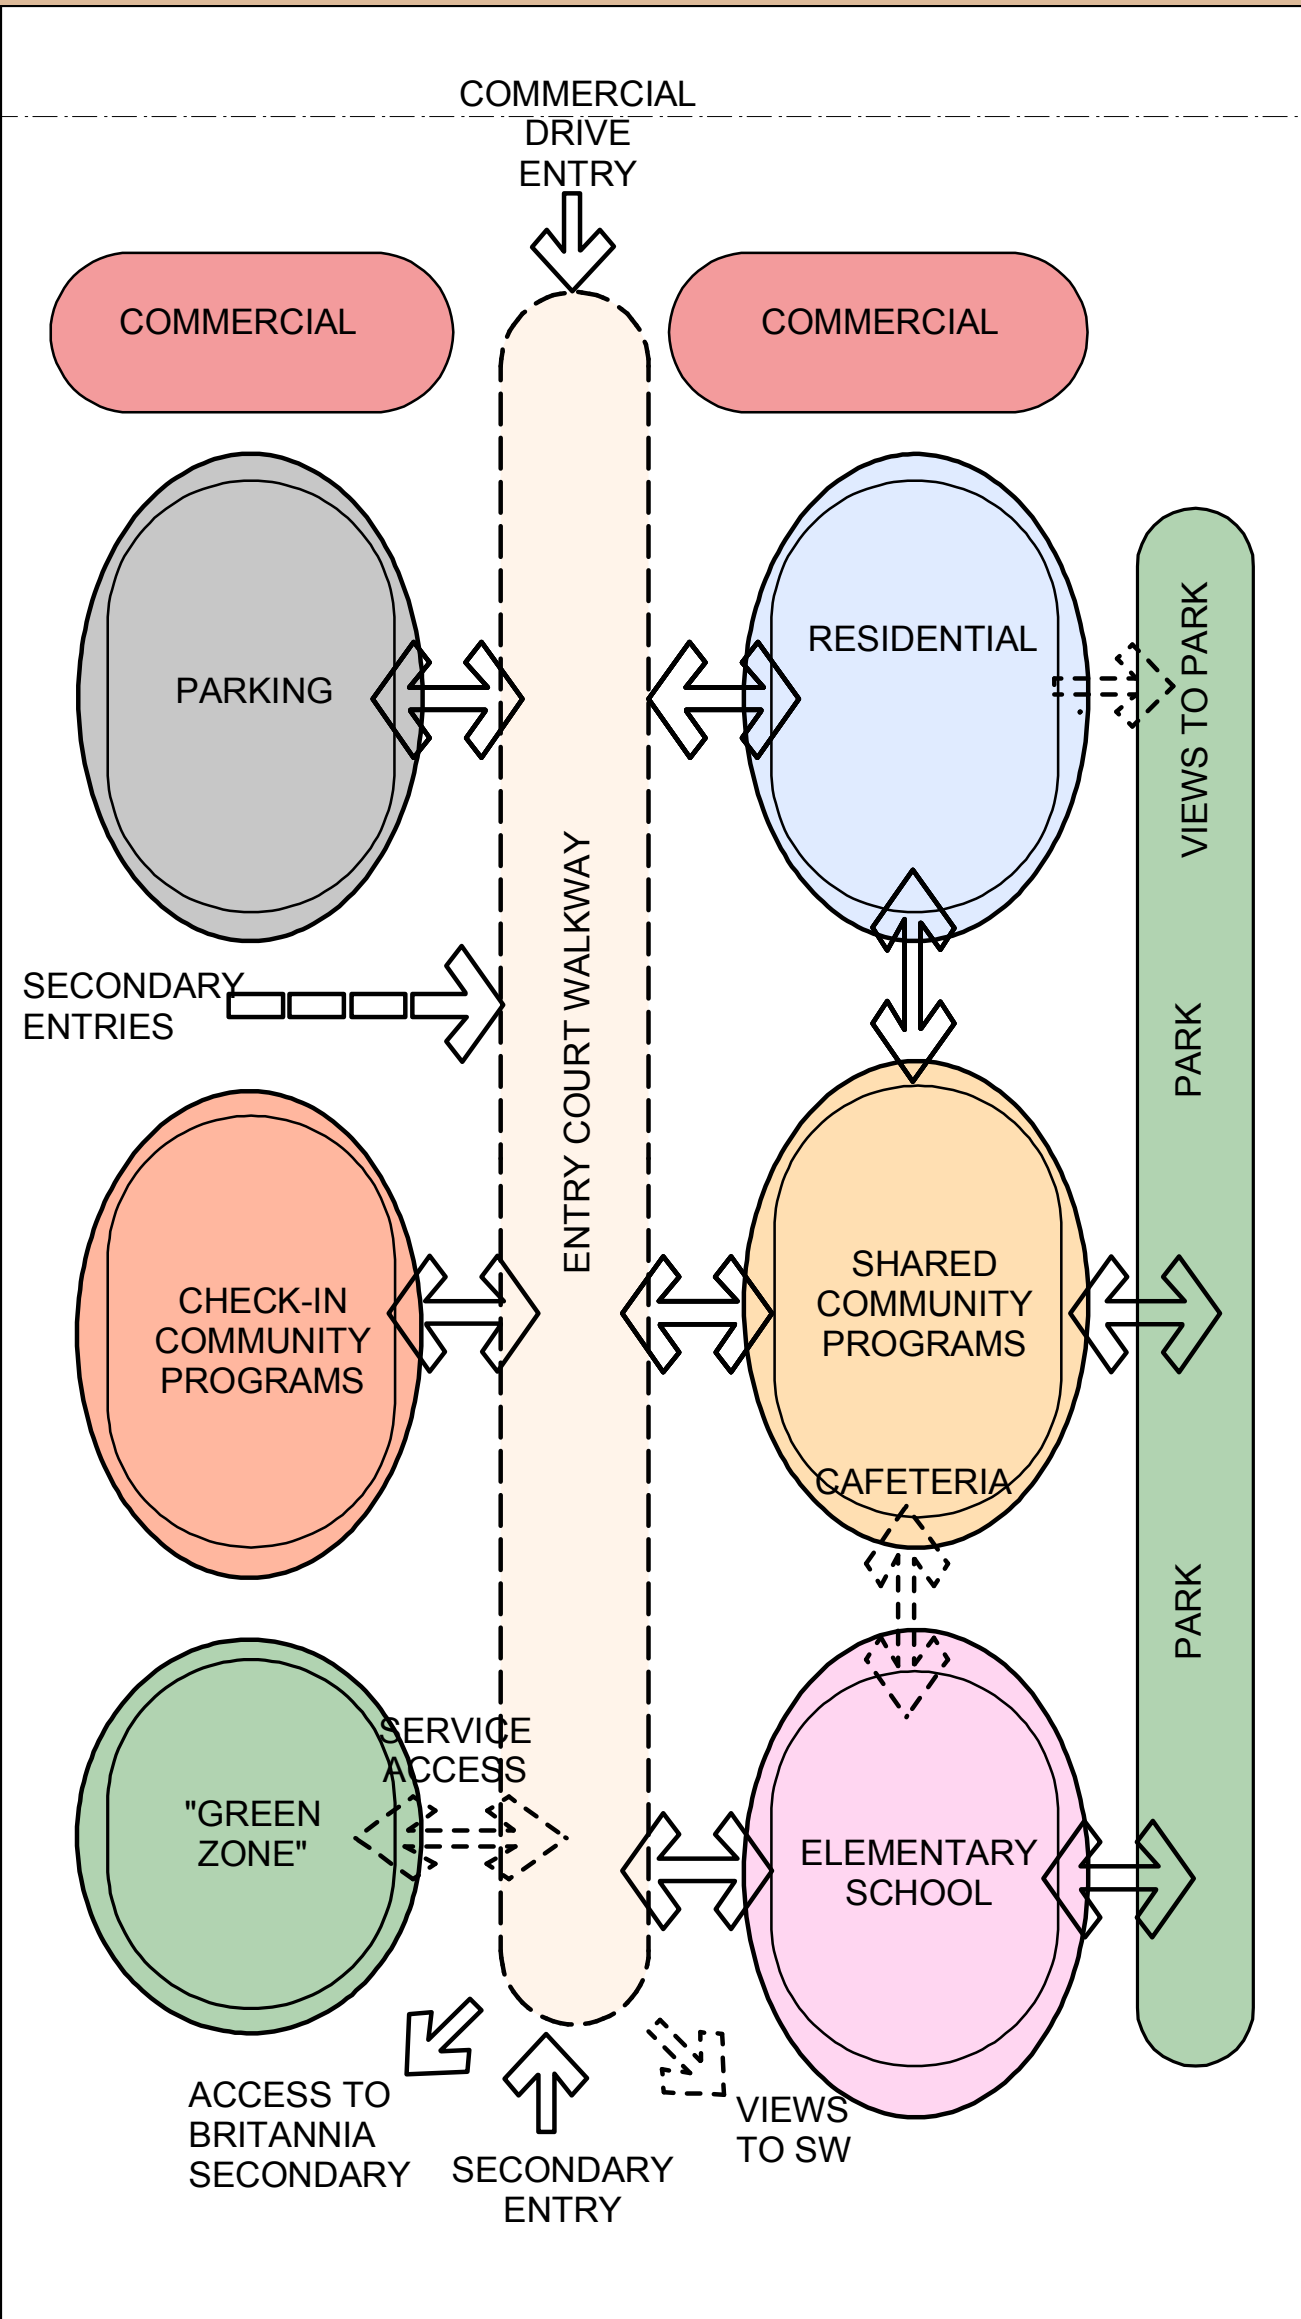 COMMERCIAL
DRIVE
ENTRY
COMMERCIAL
COMMERCIAL
PARKING
RESIDENTIAL
VIEWS TO PARK
ENTRY COURT WALKWAY
SECONDARY
ENTRIES
PARK
CHECK-IN
COMMUNITY
PROGRAMS
SHARED
COMMUNITY
PROGRAMS
CAFETERIA
PARK
SERVICE
ACCESS
"GREEN
ZONE"
ELEMENTARY
SCHOOL
ACCESS TO
BRITANNIA
SECONDARY
SECONDARY
ENTRY
VIEWS
TO SW